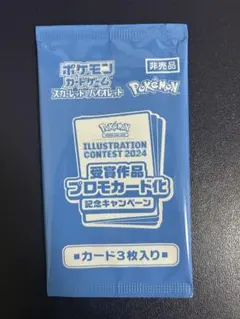 ポケモン
カードゲーム
スカーレット&バイオレット
非売品
Pokémon
Pokémon
ILLUSTRATION
CONTEST 2024
受賞作品
プロモカード化
記念キャンペーン
■カード3枚入り■